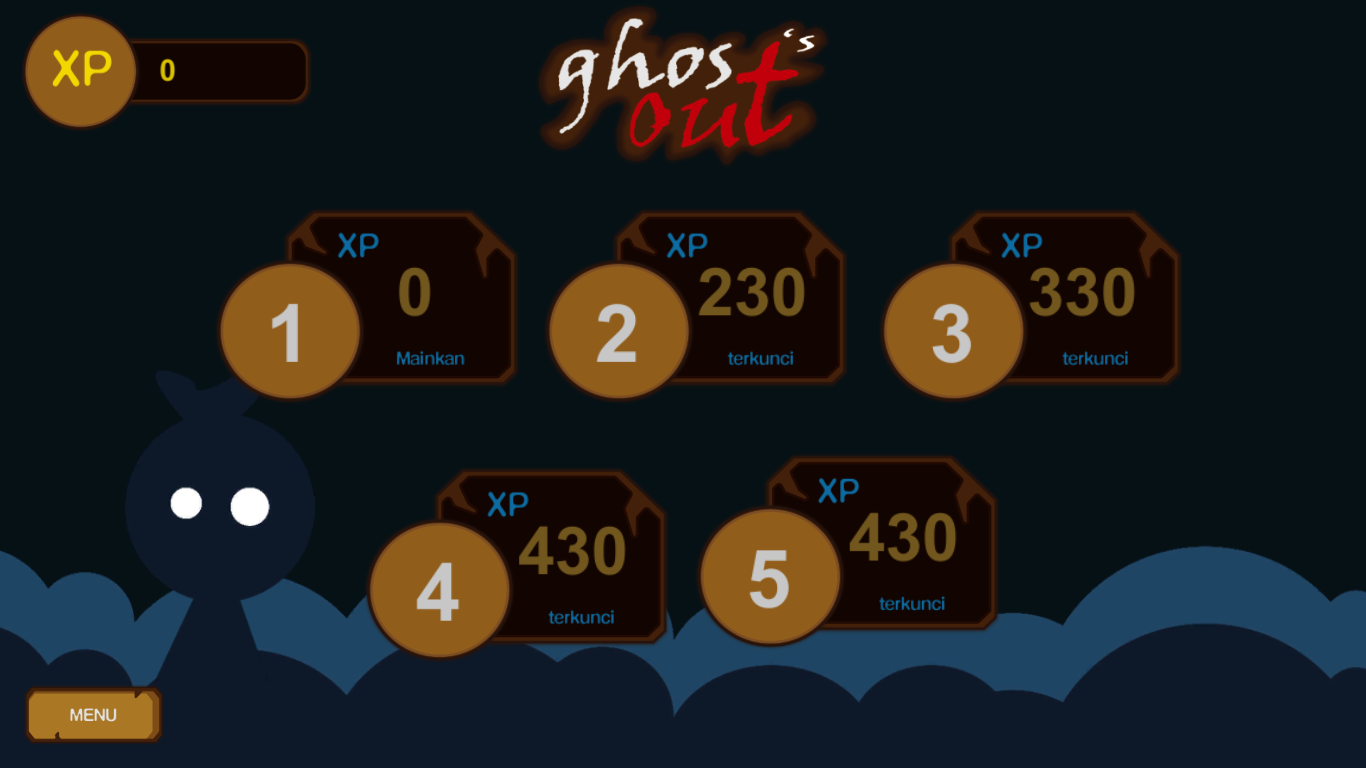 XP 0
ghost's
out
XP
0
1
Mainkan
XP
230
2
terkunci
XP
330
3
terkunci
XP
430
4
terkunci
XP
430
5
terkunci
MENU